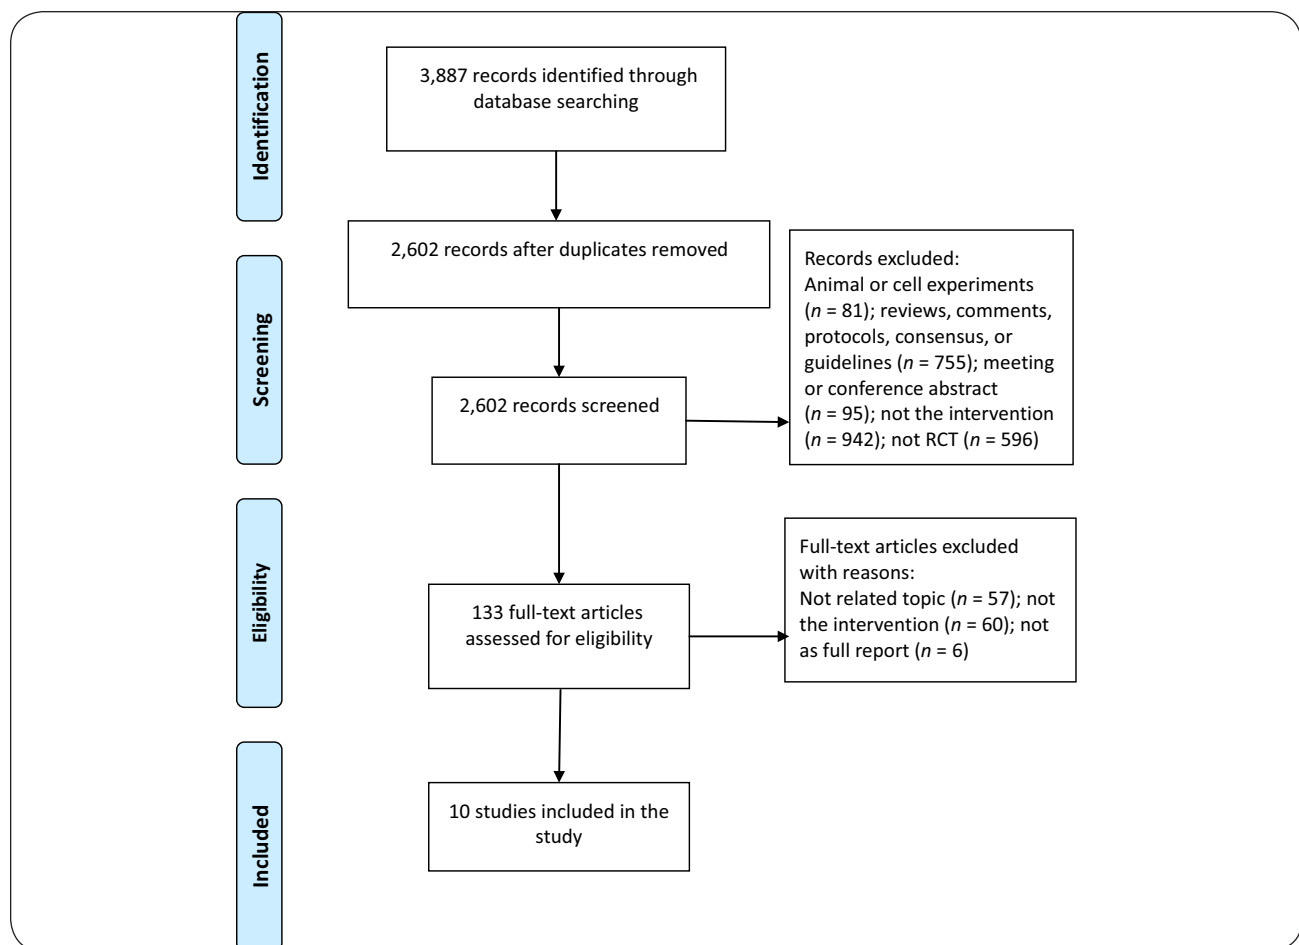 Identification
3,887 records identified through
database searching
2,602 records after duplicates removed
Screening
Records excluded:
Animal or cell experiments
(n = 81); reviews, comments,
protocols, consensus, or
guidelines (n = 755); meeting
or conference abstract
(n = 95); not the intervention
(n = 942); not RCT (n = 596)
2,602 records screened
Eligibility
Full-text articles excluded
with reasons:
Not related topic (n = 57); not
the intervention (n = 60); not
as full report (n = 6)
133 full-text articles
assessed for eligibility
Included
10 studies included in the
study